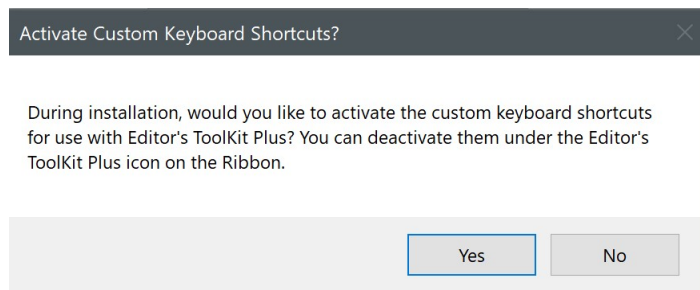 Activate Custom Keyboard Shortcuts?
During installation, would you like to activate the custom keyboard shortcuts
for use with Editor's ToolKit Plus? You can deactivate them under the Editor's
ToolKit Plus icon on the Ribbon.
Yes No